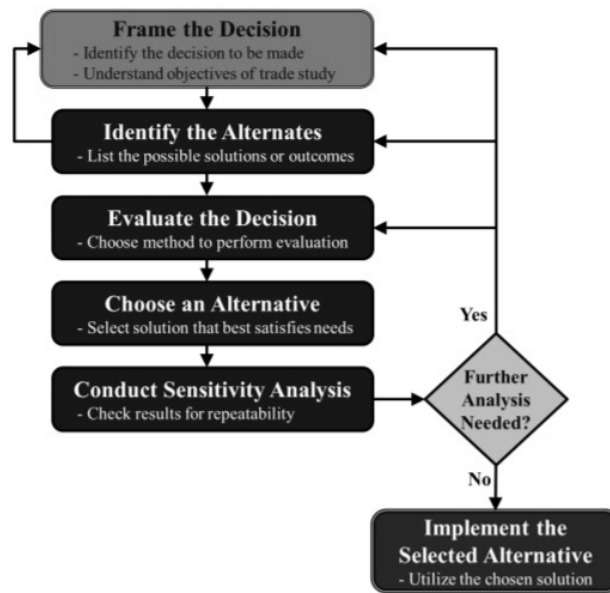 Frame the Decision
- Identify the decision to be made
- Understand objectives of trade study
Identify the Alternates
- List the possible solutions or outcomes
Evaluate the Decision
- Choose method to perform evaluation
Choose an Alternative
- Select solution that best satisfies needs
Conduct Sensitivity Analysis
- Check results for repeatability
Yes
Further
Analysis
Needed?
No
Implement the
Selected Alternative
- Utilize the chosen solution